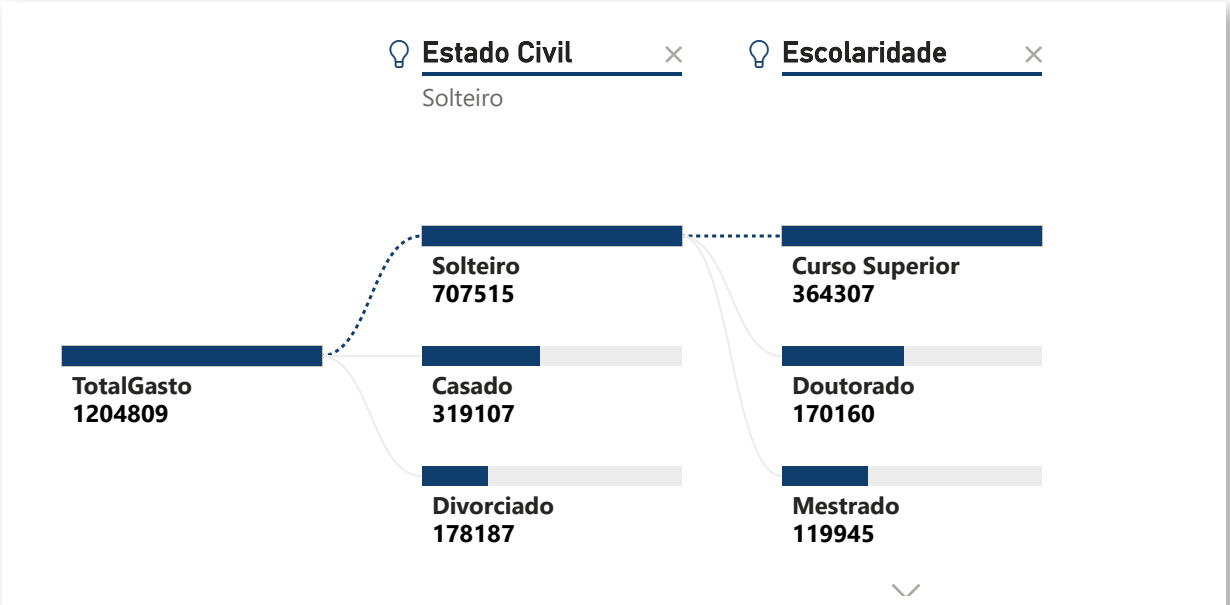 Estado Civil
Solteiro
Escolaridade
TotalGasto
1204809
Solteiro
707515
Casado
319107
Divorciado
178187
Curso Superior
364307
Doutorado
170160
Mestrado
119945